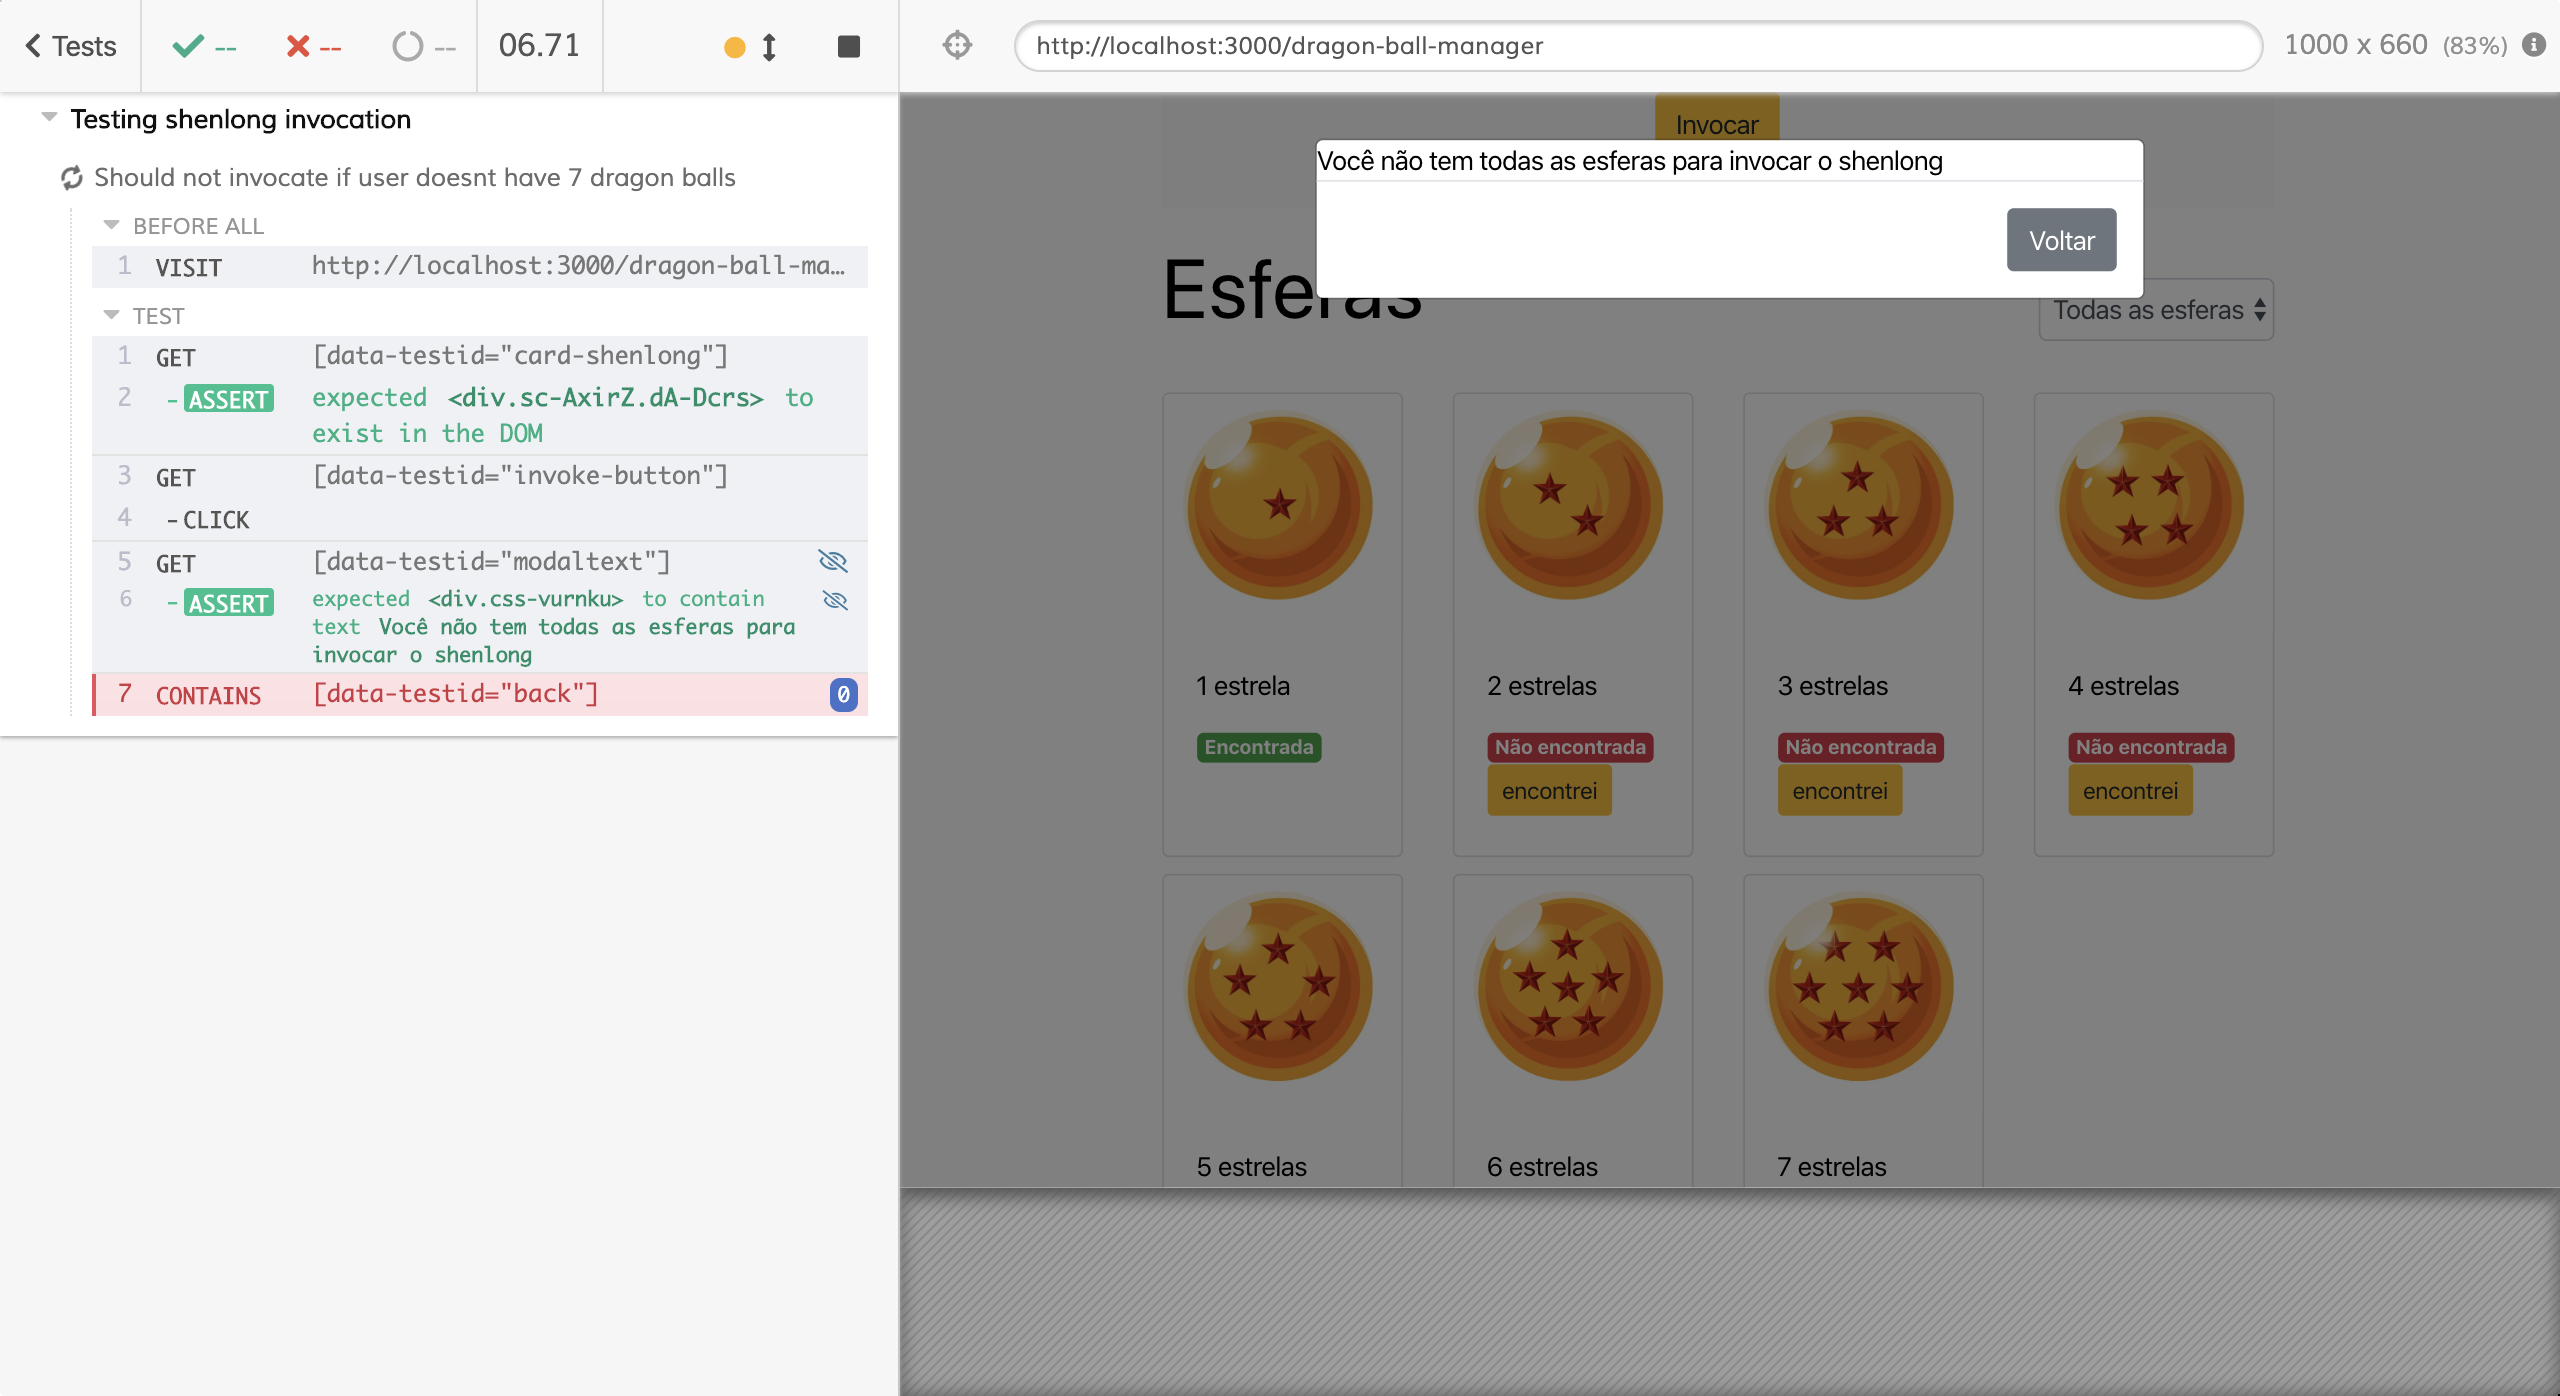 Tests
--
--
--
06.71
http://localhost:3000/dragon-ball-manager
1000 x 660 (83%)
Testing shenlong invocation
Should not invocate if user doesnt have 7 dragon balls
BEFORE ALL
1 VISIT http://localhost:3000/dragon-ball-ma…
TEST
1 GET [data-testid="card-shenlong"]
2 -ASSERT expected <div.sc-AxirZ.dA-Dcrs> to
exist in the DOM
3 GET [data-testid="invoke-button"]
4 -CLICK
5 GET [data-testid="modaltext"]
6 -ASSERT expected <div.css-vurnku> to contain
text Você não tem todas as esferas para
invocar o shenlong
7 CONTAINS [data-testid="back"] 0
Invocar
Você não tem todas as esferas para invocar o shenlong
Voltar
Esferas
Todas as esferas
1 estrela
Encontrada
2 estrelas
Não encontrada
encontrei
3 estrelas
Não encontrada
encontrei
4 estrelas
Não encontrada
encontrei
5 estrelas
6 estrelas
7 estrelas